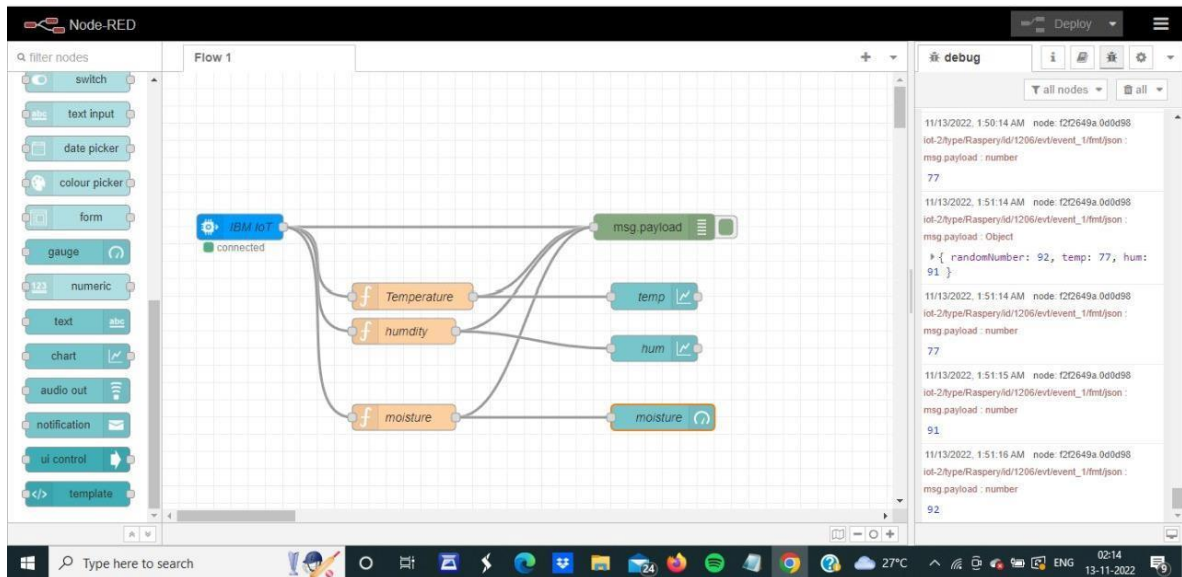 Node-RED
Deploy
filter nodes
Flow 1
debug
all nodes
all
switch
abc
text input
date picker
colour picker
form
gauge
123
numeric
text
abc
chart
audio out
notification
ui control
</>
template
IBM IoT
connected
msg.payload
f
Temperature
temp
f
humdity
hum
f
moisture
moisture
11/13/2022, 1:50:14 AM node: f2f2649a.0d0d98
iot-2/type/Raspery/id/1206/evt/event_1/fmt/json :
msg.payload : number
77
11/13/2022, 1:51:14 AM node: f2f2649a.0d0d98
iot-2/type/Raspery/id/1206/evt/event_1/fmt/json :
msg.payload : Object
{ randomNumber: 92, temp: 77, hum:
91 }
11/13/2022, 1:51:14 AM node: f2f2649a.0d0d98
iot-2/type/Raspery/id/1206/evt/event_1/fmt/json :
msg.payload : number
77
11/13/2022, 1:51:15 AM node: f2f2649a.0d0d98
iot-2/type/Raspery/id/1206/evt/event_1/fmt/json :
msg.payload : number
91
11/13/2022, 1:51:16 AM node: f2f2649a.0d0d98
iot-2/type/Raspery/id/1206/evt/event_1/fmt/json :
msg.payload : number
92
Type here to search
24
27°C
ENG
02:14
13-11-2022